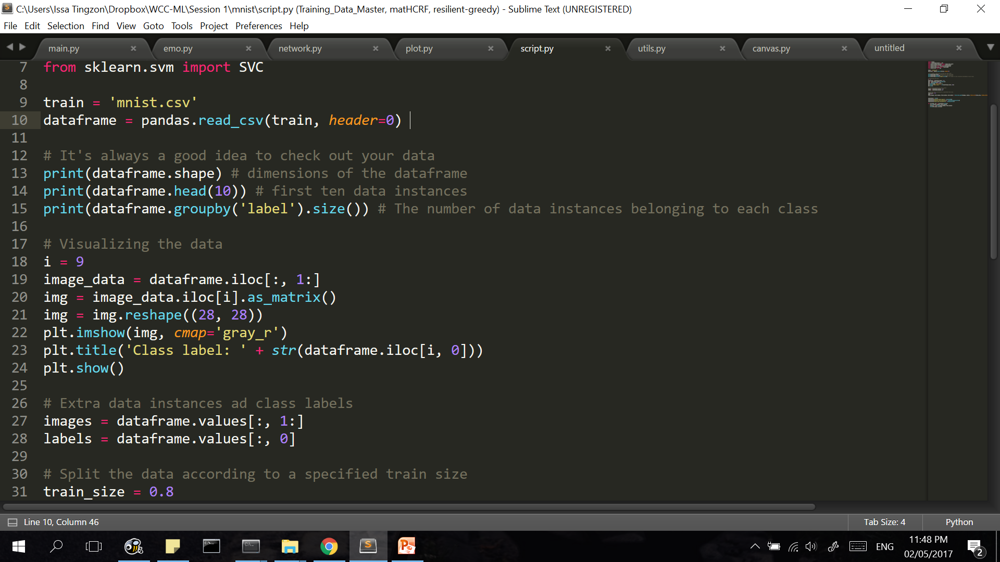 C:\Users\Issa Tingzon\Dropbox\WCC-ML\Session 1\mnist\script.py (Training_Data_Master, matHCRF, resilient-greedy) - Sublime Text (UNREGISTERED)
File Edit Selection Find View Goto Tools Project Preferences Help
main.py emo.py network.py plot.py script.py utils.py canvas.py untitled
7 from sklearn.svm import SVC
8
9 train = 'mnist.csv'
10 dataframe = pandas.read_csv(train, header=0)
11
12 # It's always a good idea to check out your data
13 print(dataframe.shape) # dimensions of the dataframe
14 print(dataframe.head(10)) # first ten data instances
15 print(dataframe.groupby('label').size()) # The number of data instances belonging to each class
16
17 # Visualizing the data
18 i = 9
19 image_data = dataframe.iloc[:, 1:]
20 img = image_data.iloc[i].as_matrix()
21 img = img.reshape((28, 28))
22 plt.imshow(img, cmap='gray_r')
23 plt.title('Class label: ' + str(dataframe.iloc[i, 0]))
24 plt.show()
25
26 # Extra data instances ad class labels
27 images = dataframe.values[:, 1:]
28 labels = dataframe.values[:, 0]
29
30 # Split the data according to a specified train size
31 train_size = 0.8
Line 10, Column 46 Tab Size: 4 Python
ENG 11:48 PM 2
02/05/2017